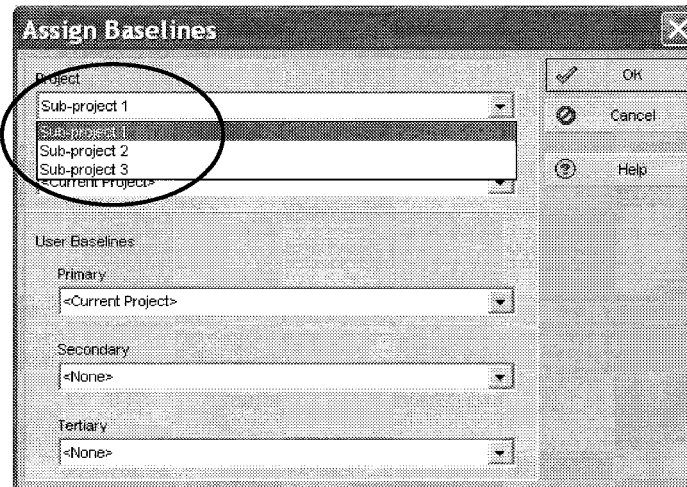 Assign Baselines
Project
Sub-project 1
Sub-project 1
Sub-project 2
Sub-project 3
<Current Project>
User Baselines
Primary
<Current Project>
Secondary
<None>
Tertiary
<None>
OK
Cancel
Help